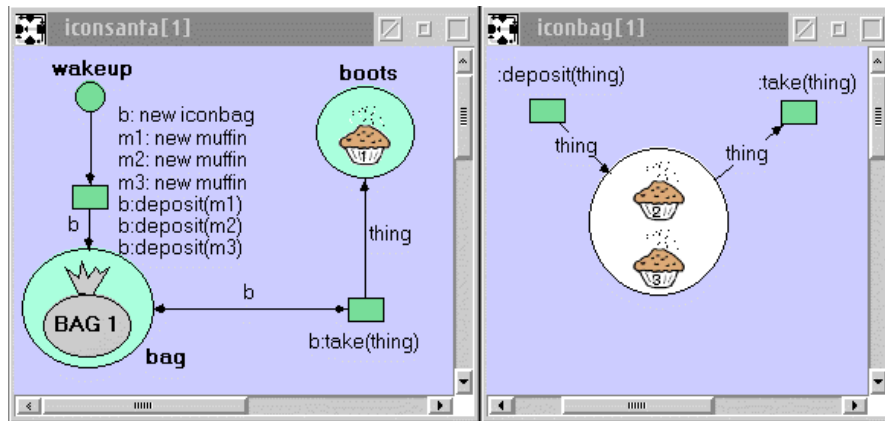 iconsanta[1]
wakeup
boots
b: new iconbag
m1: new muffin
m2: new muffin
m3: new muffin
b:deposit(m1)
b:deposit(m2)
b:deposit(m3)
b
1
thing
b
BAG 1
b:take(thing)
bag
iconbag[1]
:deposit(thing)
:take(thing)
thing
thing
2
3